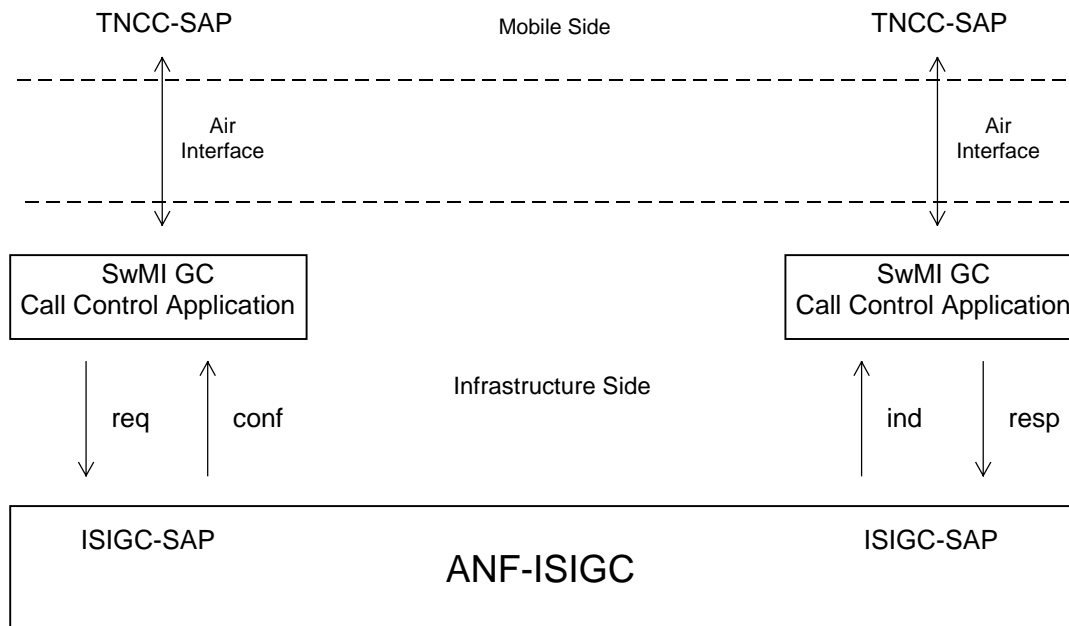 TNCC-SAP
Mobile Side
TNCC-SAP
Air
Interface
Air
Interface
SwMI GC
Call Control Application
SwMI GC
Call Control Application
Infrastructure Side
req
conf
ind
resp
ISIGC-SAP
ISIGC-SAP
ANF-ISIGC